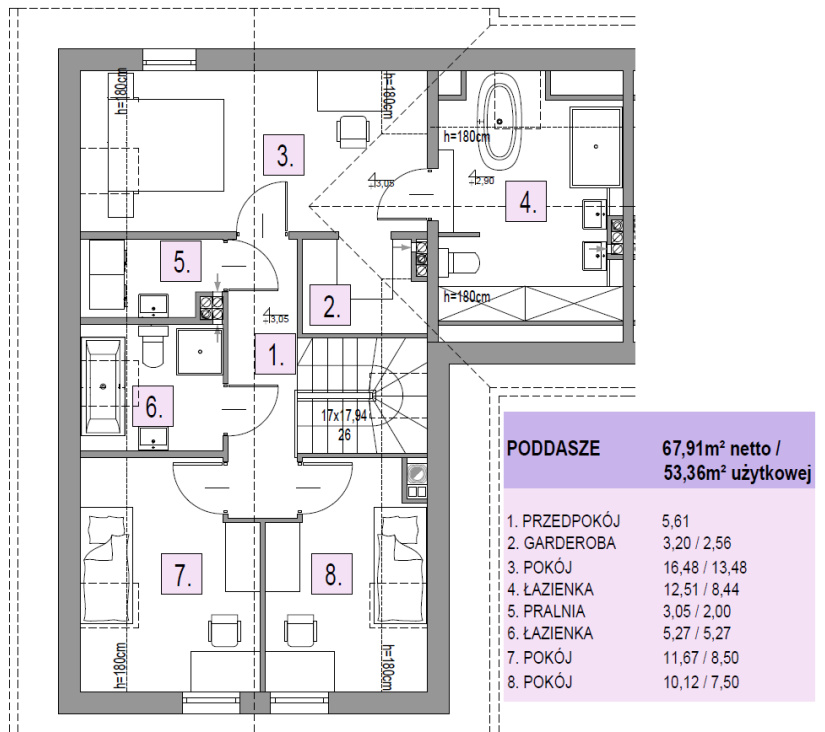 h=180cm
h=180cm
h=180cm
3.
3,05
2,90
4.
5.
2.
h=180cm
3,05
1.
6.
17x17,94
26
7.
8.
h=180cm
h=180cm
PODDASZE 67,91m² netto /
53,36m² użytkowej
1. PRZEDPOKÓJ 5,61
2. GARDEROBA 3,20 / 2,56
3. POKÓJ 16,48 / 13,48
4. ŁAZIENKA 12,51 / 8,44
5. PRALNIA 3,05 / 2,00
6. ŁAZIENKA 5,27 / 5,27
7. POKÓJ 11,67 / 8,50
8. POKÓJ 10,12 / 7,50